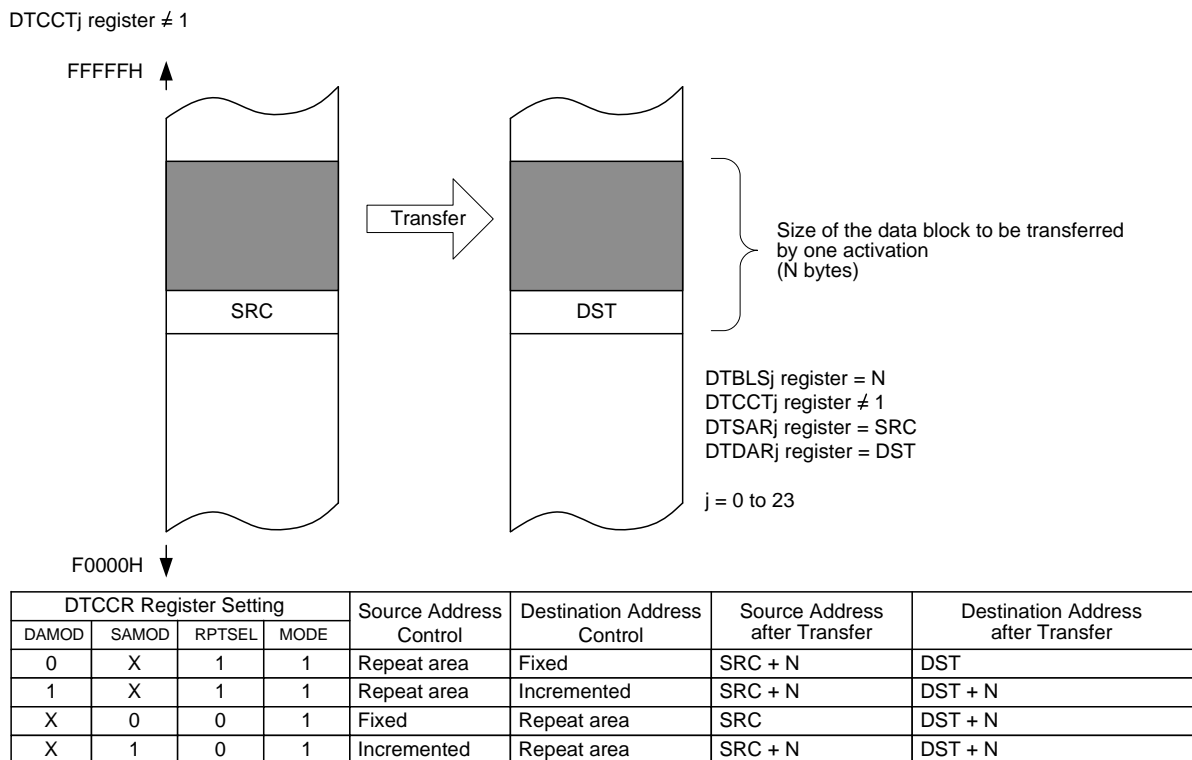 DTCCTj register ≠ 1
FFFFFH
Transfer
SRC
DST
Size of the data block to be transferred
by one activation
(N bytes)
DTBLSj register = N
DTCCTj register ≠ 1
DTSARj register = SRC
DTDARj register = DST
j = 0 to 23
F0000H
DTCCR Register Setting | Source Address Control | Destination Address Control | Source Address after Transfer | Destination Address after Transfer
DAMOD | SAMOD | RPTSEL | MODE
0 | X | 1 | 1 | Repeat area | Fixed | SRC + N | DST
1 | X | 1 | 1 | Repeat area | Incremented | SRC + N | DST + N
X | 0 | 0 | 1 | Fixed | Repeat area | SRC | DST + N
X | 1 | 0 | 1 | Incremented | Repeat area | SRC + N | DST + N